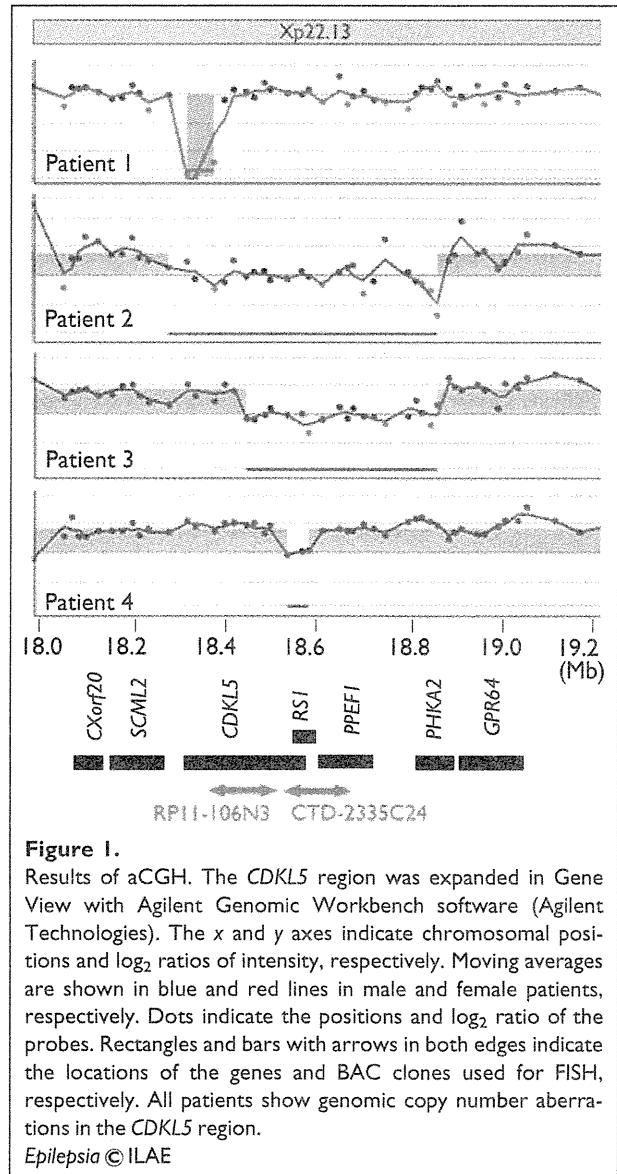 Xp22.13
Patient 1
Patient 2
Patient 3
Patient 4
18.0 18.2 18.4 18.6 18.8 19.0 19.2
(Mb)
CXorf20 SCML2 CDKL5 RS1 PPEF1 PHKA2 GPR64
RP11-106N3 CTD-2335C24
Figure 1.
Results of aCGH. The CDKL5 region was expanded in Gene
View with Agilent Genomic Workbench software (Agilent
Technologies). The x and y axes indicate chromosomal posi-
tions and log₂ ratios of intensity, respectively. Moving averages
are shown in blue and red lines in male and female patients,
respectively. Dots indicate the positions and log₂ ratio of the
probes. Rectangles and bars with arrows in both edges indicate
the locations of the genes and BAC clones used for FISH,
respectively. All patients show genomic copy number aberra-
tions in the CDKL5 region.
Epilepsia © ILAE